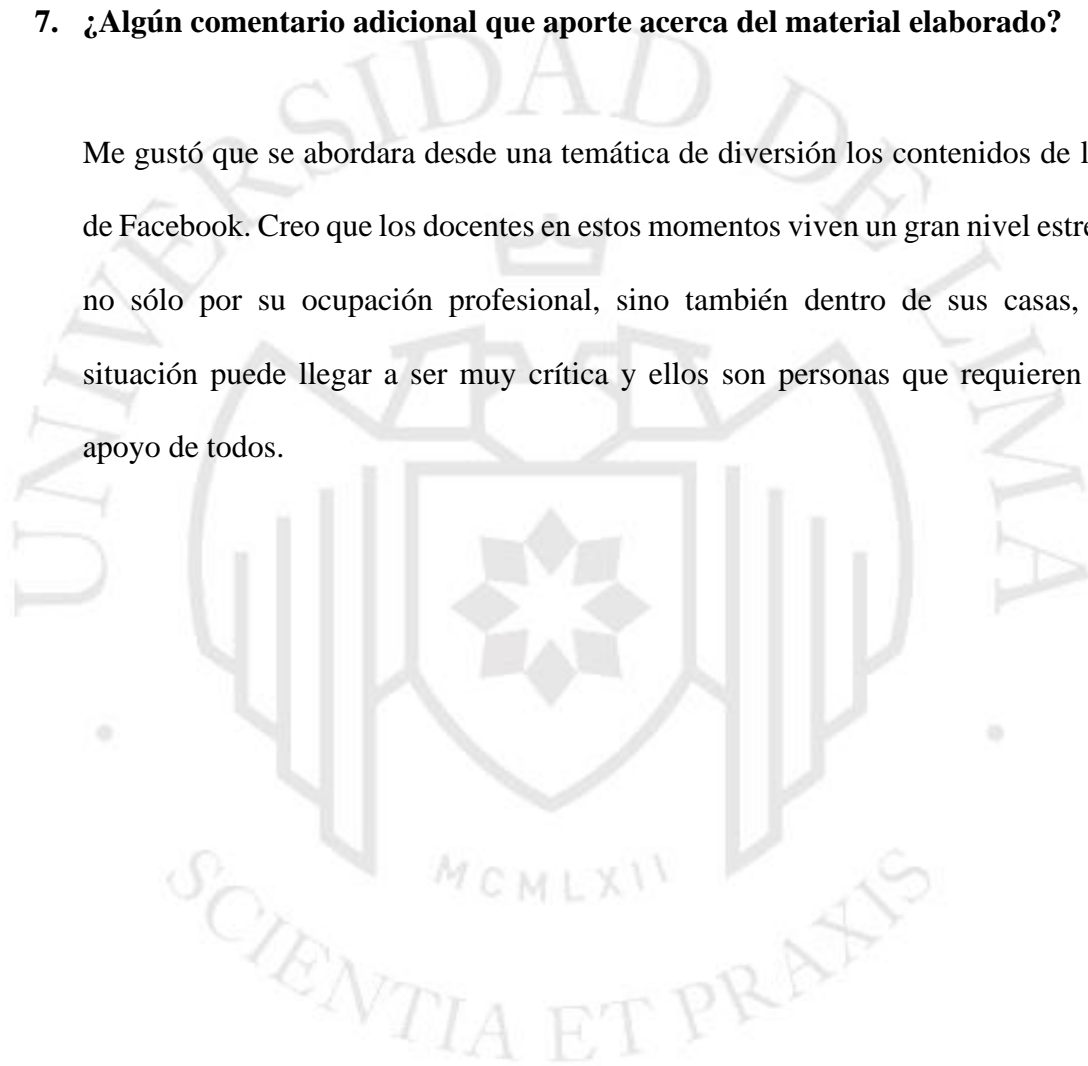 7. ¿Algún comentario adicional que aporte acerca del material elaborado?
Me gustó que se abordara desde una temática de diversión los contenidos de
de Facebook. Creo que los docentes en estos momentos viven un gran nivel
no sólo por su ocupación profesional, sino también dentro de sus casas,
situación puede llegar a ser muy crítica y ellos son personas que requieren
apoyo de todos.
UNIVERSIDAD DE LIMA
MCMLXII
SCIENTIA ET PRAXIS